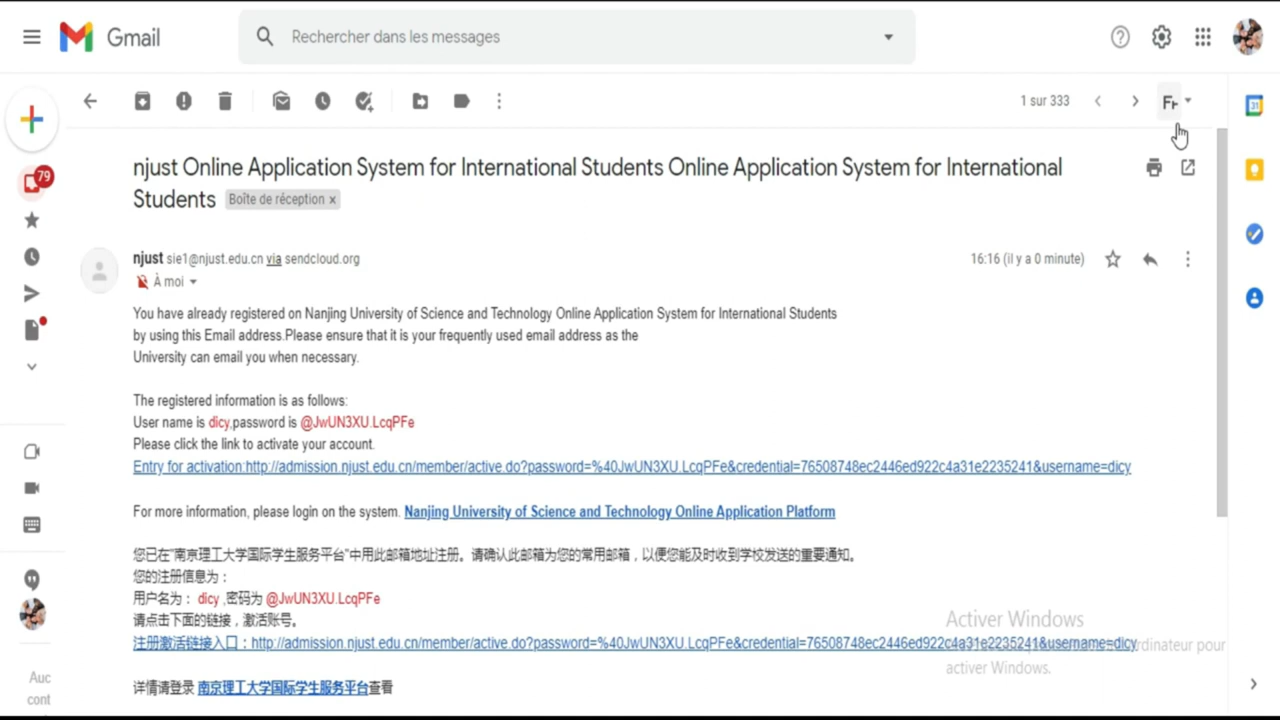 Gmail
Rechercher dans les messages
1 sur 333
79
njust Online Application System for International Students Online Application System for International
Students Boîte de réception ×
njust sie1@njust.edu.cn via sendcloud.org
16:16 (il y a 0 minute)
À moi
You have already registered on Nanjing University of Science and Technology Online Application System for International Students
by using this Email address.Please ensure that it is your frequently used email address as the
University can email you when necessary.
The registered information is as follows:
User name is dicy,password is @JwUN3XU.LcqPFe
Please click the link to activate your account.
Entry for activation:http://admission.njust.edu.cn/member/active.do?password=%40JwUN3XU.LcqPFe&credential=76508748ec2446ed922c4a31e2235241&username=dicy
For more information, please login on the system. Nanjing University of Science and Technology Online Application Platform
您已在"南京理工大学国际学生服务平台"中用此邮箱地址注册。请确认此邮箱为您的常用邮箱，以便您能及时收到学校发送的重要通知。
您的注册信息为：
用户名为： dicy ,密码为 @JwUN3XU.LcqPFe
请点击下面的链接，激活账号。
注册激活链接入口：http://admission.njust.edu.cn/member/active.do?password=%40JwUN3XU.LcqPFe&credential=76508748ec2446ed922c4a31e2235241&username=dicy
详情请登录 南京理工大学国际学生服务平台查看
Activer Windows
activer Windows.
31
Auc
cont